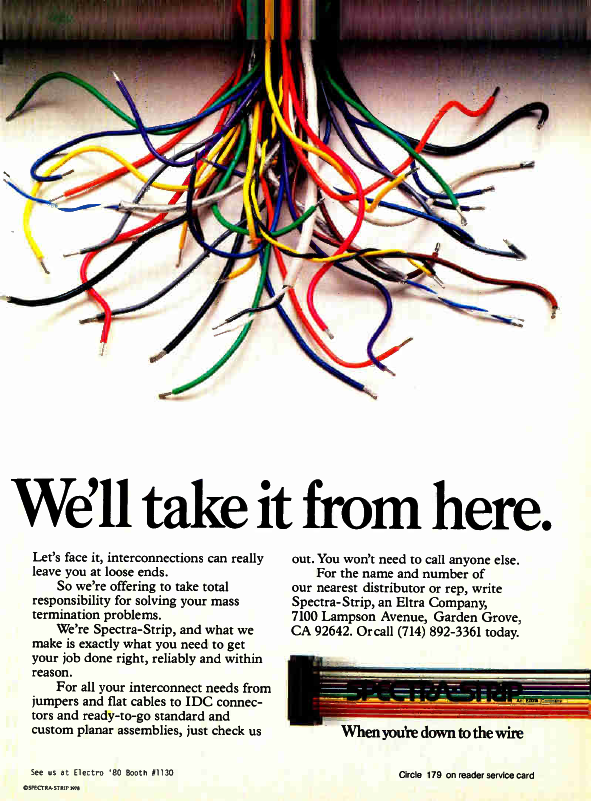 We'll take it from here.
Let's face it, interconnections can really
leave you at loose ends.
So we're offering to take total
responsibility for solving your mass
termination problems.
We're Spectra-Strip, and what we
make is exactly what you need to get
your job done right, reliably and within
reason.
For all your interconnect needs from
jumpers and flat cables to IDC connec-
tors and ready-to-go standard and
custom planar assemblies, just check us
out. You won't need to call anyone else.
For the name and number of
our nearest distributor or rep, write
Spectra-Strip, an Eltra Company,
7100 Lampson Avenue, Garden Grove,
CA 92642. Or call (714) 892-3361 today.
SPECTRA-STRIP An Eltra Company
When you're down to the wire
See us at Electro '80 Booth #1130
Circle 179 on reader service card
©SPECTRA-STRIP 1978